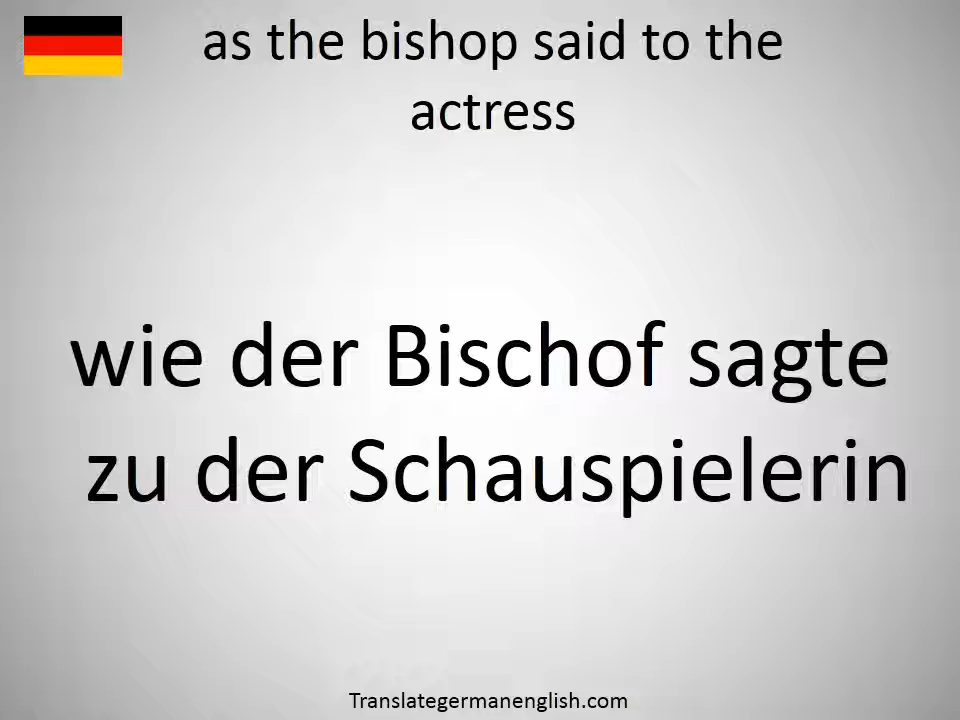 as the bishop said to the
actress
wie der Bischof sagte
zu der Schauspielerin
Translategermanenglish.com